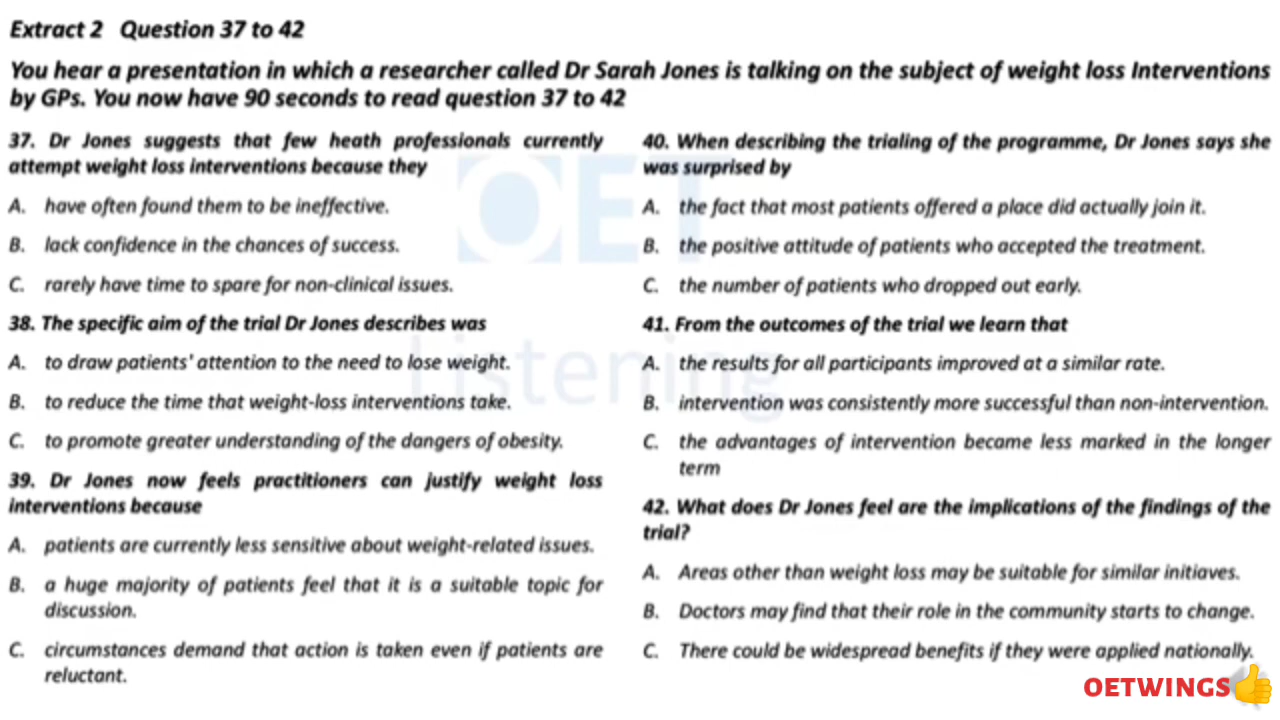 Extract 2 Question 37 to 42
You hear a presentation in which a researcher called Dr Sarah Jones is talking on the subject of weight loss Interventions
by GPs. You now have 90 seconds to read question 37 to 42
37. Dr Jones suggests that few heath professionals currently
attempt weight loss interventions because they
A. have often found them to be ineffective.
B. lack confidence in the chances of success.
C. rarely have time to spare for non-clinical issues.
38. The specific aim of the trial Dr Jones describes was
A. to draw patients' attention to the need to lose weight.
B. to reduce the time that weight-loss interventions take.
C. to promote greater understanding of the dangers of obesity.
39. Dr Jones now feels practitioners can justify weight loss
interventions because
A. patients are currently less sensitive about weight-related issues.
B. a huge majority of patients feel that it is a suitable topic for
discussion.
C. circumstances demand that action is taken even if patients are
reluctant.
40. When describing the trialing of the programme, Dr Jones says she
was surprised by
A. the fact that most patients offered a place did actually join it.
B. the positive attitude of patients who accepted the treatment.
C. the number of patients who dropped out early.
41. From the outcomes of the trial we learn that
A. the results for all participants improved at a similar rate.
B. intervention was consistently more successful than non-intervention.
C. the advantages of intervention became less marked in the longer
term
42. What does Dr Jones feel are the implications of the findings of the
trial?
A. Areas other than weight loss may be suitable for similar initiaves.
B. Doctors may find that their role in the community starts to change.
C. There could be widespread benefits if they were applied nationally.
OET
Listening
OETWINGS